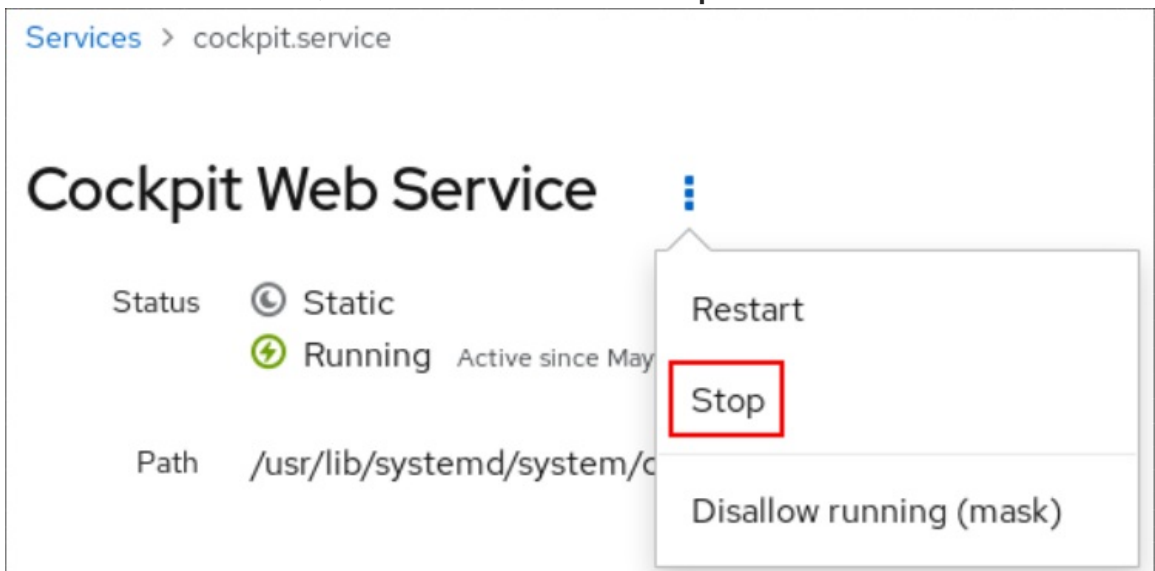 Services > cockpit.service
Cockpit Web Service
Status Static
Running Active since May
Path /usr/lib/systemd/system/c
Restart
Stop
Disallow running (mask)